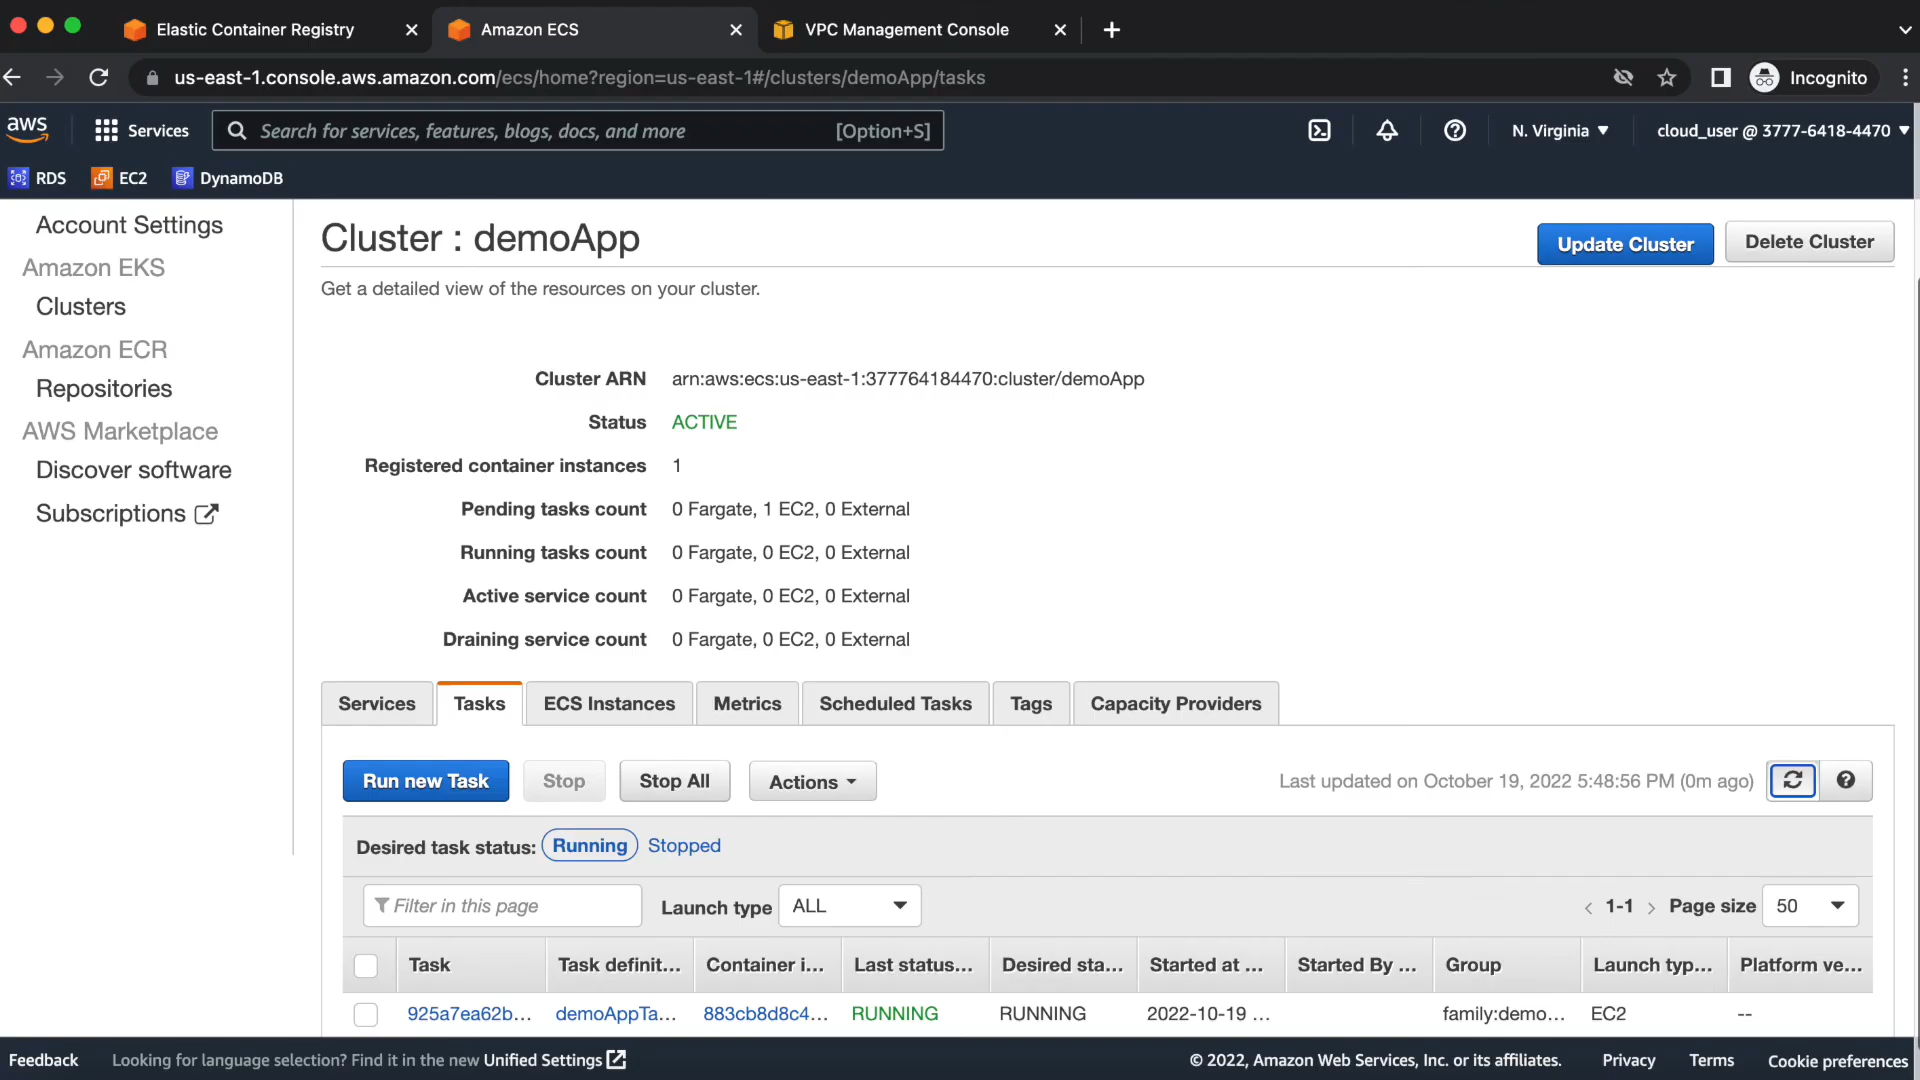 Elastic Container Registry
Amazon ECS
VPC Management Console
us-east-1.console.aws.amazon.com/ecs/home?region=us-east-1#/clusters/demoApp/tasks
Incognito
aws
Services
Search for services, features, blogs, docs, and more
[Option+S]
N. Virginia
cloud_user @ 3777-6418-4470
RDS
EC2
DynamoDB
Account Settings
Amazon EKS
Clusters
Amazon ECR
Repositories
AWS Marketplace
Discover software
Subscriptions
Cluster : demoApp
Update Cluster
Delete Cluster
Get a detailed view of the resources on your cluster.
Cluster ARN arn:aws:ecs:us-east-1:377764184470:cluster/demoApp
Status ACTIVE
Registered container instances 1
Pending tasks count 0 Fargate, 1 EC2, 0 External
Running tasks count 0 Fargate, 0 EC2, 0 External
Active service count 0 Fargate, 0 EC2, 0 External
Draining service count 0 Fargate, 0 EC2, 0 External
Services Tasks ECS Instances Metrics Scheduled Tasks Tags Capacity Providers
Run new Task Stop Stop All Actions Last updated on October 19, 2022 5:48:56 PM (0m ago)
Desired task status: Running Stopped
Filter in this page Launch type ALL 1-1 Page size 50
Task Task definit... Container i... Last status... Desired sta... Started at ... Started By ... Group Launch typ... Platform ve...
925a7ea62b... demoAppTa... 883cb8d8c4... RUNNING RUNNING 2022-10-19 ... family:demo... EC2 --
Feedback Looking for language selection? Find it in the new Unified Settings © 2022, Amazon Web Services, Inc. or its affiliates. Privacy Terms Cookie preferences